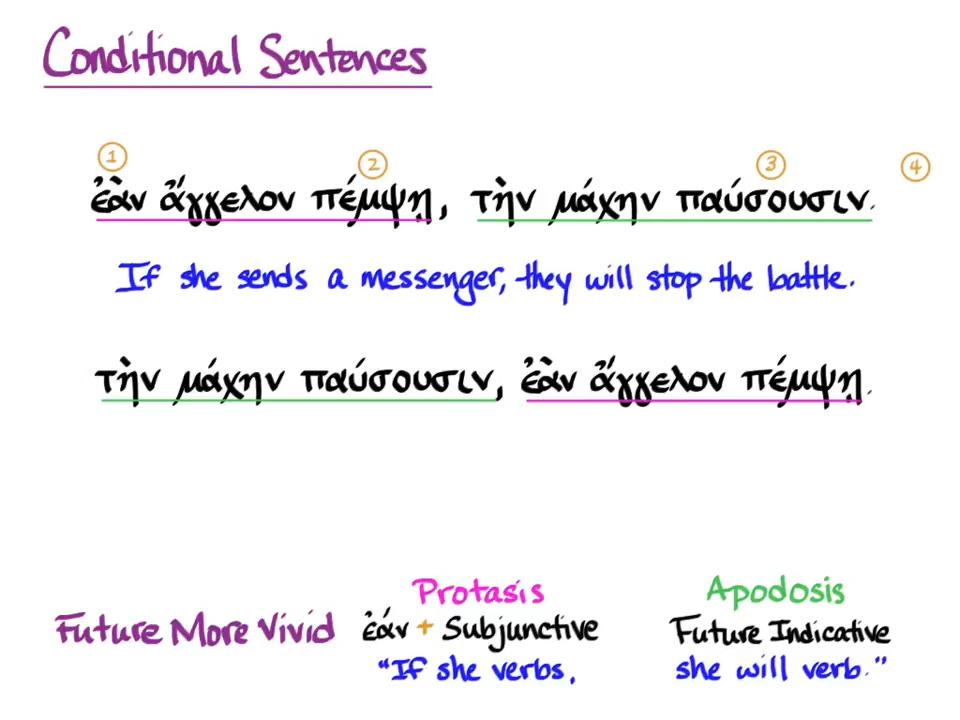 Conditional Sentences
① ② ③ ④
ἐὰν ἄγγελον πέμψῃ, τὴν μάχην παύσουσιν.
If she sends a messenger, they will stop the battle.
τὴν μάχην παύσουσιν, ἐὰν ἄγγελον πέμψῃ.
Protasis Apodosis
Future More Vivid ἐάν + Subjunctive Future Indicative
"If she verbs, she will verb."